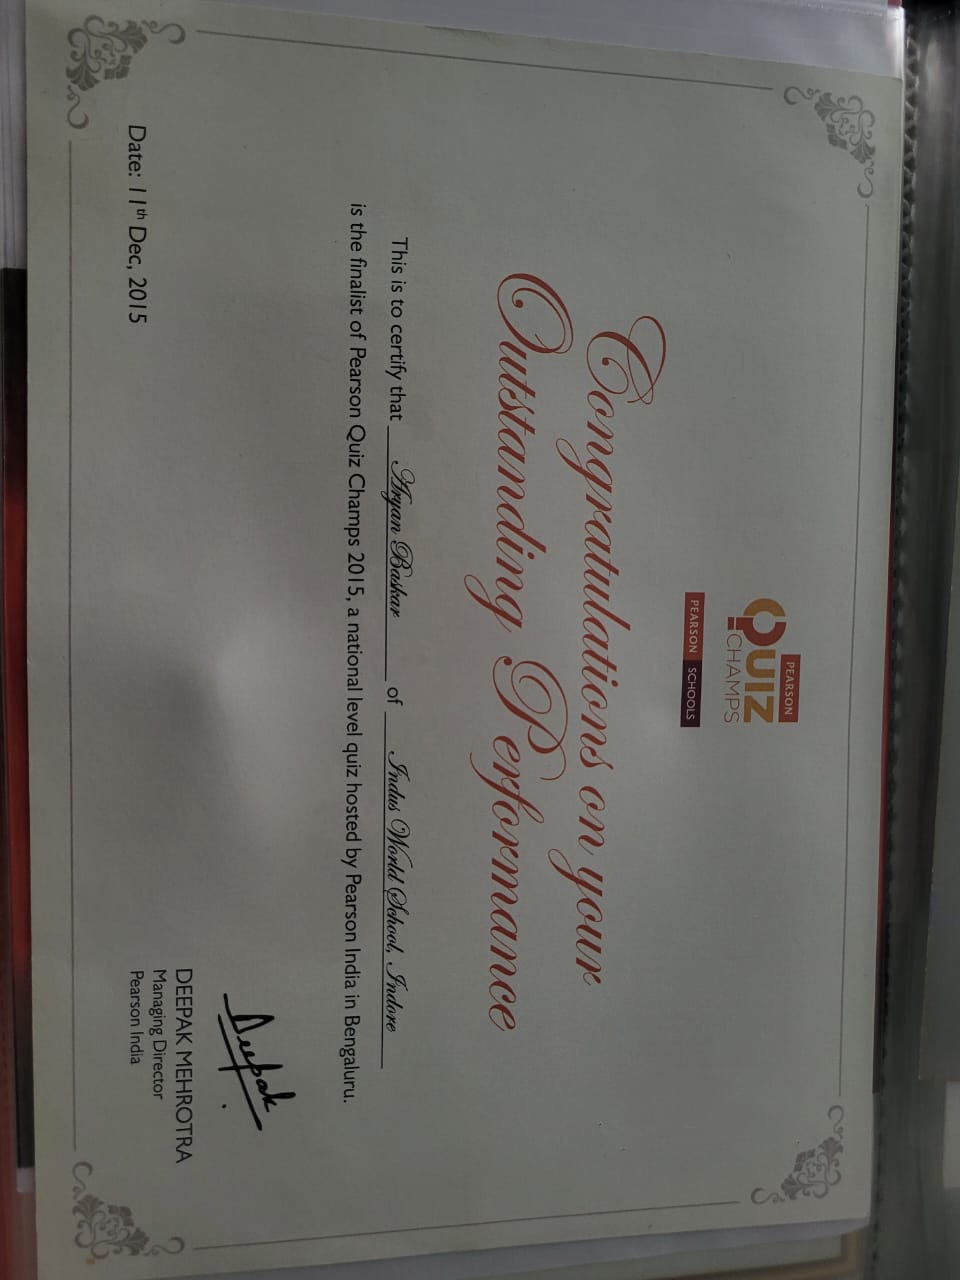 PEARSON
QUIZ
CHAMPS
PEARSON SCHOOLS
Congratulations on your
Outstanding Performance
This is to certify that Aryan Baskar of Indus World School, Indore
is the finalist of Pearson Quiz Champs 2015, a national level quiz hosted by Pearson India in Bengaluru.
Deepak
DEEPAK MEHROTRA
Managing Director
Pearson India
Date: 11th Dec, 2015